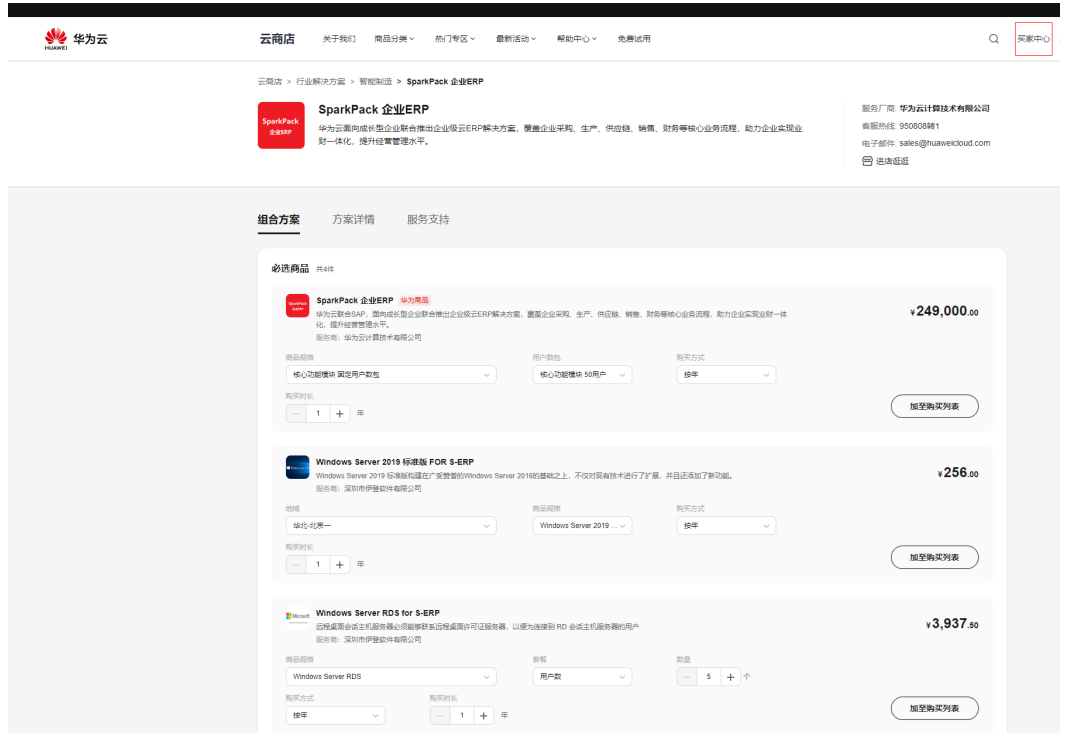 HUAWEI
华为云
云商店
关于我们
商品分类
热门专区
最新活动
帮助中心
免费试用
买家中心
云商店 > 行业解决方案 > 智能制造 > SparkPack 企业ERP
SparkPack
企业ERP
SparkPack 企业ERP
华为云面向成长型企业联合推出企业级云ERP解决方案，覆盖企业采购、生产、供应链、销售、财务等核心业务流程，助力企业实现业
财一体化，提升经营管理水平。
服务厂商: 华为云计算技术有限公司
客服热线: 950808转1
电子邮件: sales@huaweicloud.com
进店逛逛
组合方案
方案详情
服务支持
必选商品 共4件
SparkPack
企业ERP
SparkPack 企业ERP 华为商品
华为云联合SAP，面向成长型企业联合推出企业级云ERP解决方案，覆盖企业采购、生产、供应链、销售、财务等核心业务流程，助力企业实现业财一体
化，提升经营管理水平。
服务商：华为云计算技术有限公司
¥249,000.00
商品规格
用户数包
购买方式
核心功能模块 固定用户数包
核心功能模块 50用户
按年
购买时长
1 + 年
加至购买列表
Windows Server 2019 标准版 FOR S-ERP
Windows Server 2019 标准版构建在广受赞誉的Windows Server 2016的基础之上，不仅对现有技术进行了扩展，并且还添加了新功能。
服务商：深圳市伊登软件有限公司
¥256.00
地域
商品规格
购买方式
华北-北京一
Windows Server 2019 ...
按年
购买时长
1 + 年
加至购买列表
Microsoft
Windows Server RDS for S-ERP
远程桌面会话主机服务器必须能够联系远程桌面许可证服务器，以便为连接到 RD 会话主机服务器的用户
服务商：深圳市伊登软件有限公司
¥3,937.50
商品规格
套餐
数量
Windows Server RDS
用户数
5 + 个
购买方式
购买时长
按年
1 + 年
加至购买列表